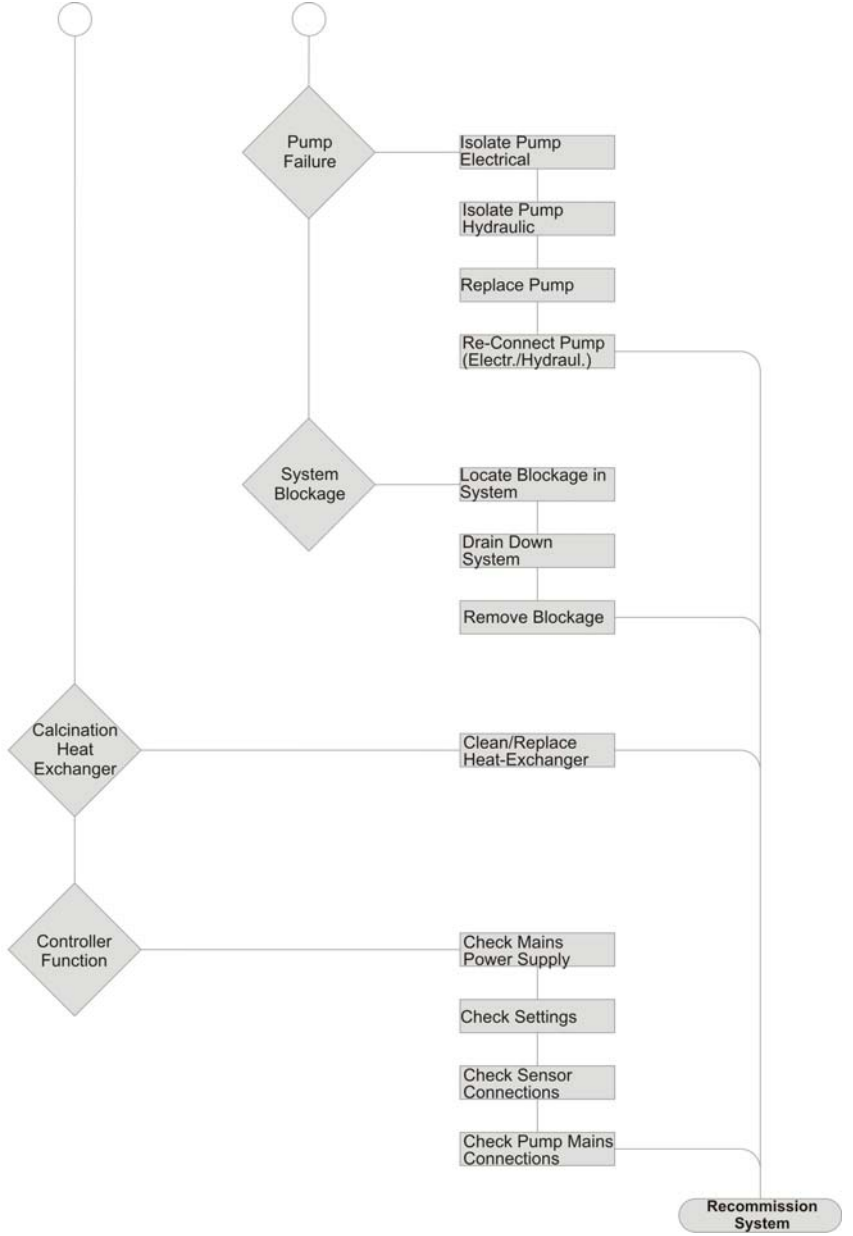 Pump
Failure
Isolate Pump
Electrical
Isolate Pump
Hydraulic
Replace Pump
Re-Connect Pump
(Electr./Hydraul.)
System
Blockage
Locate Blockage in
System
Drain Down
System
Remove Blockage
Calcination
Heat
Exchanger
Clean/Replace
Heat-Exchanger
Controller
Function
Check Mains
Power Supply
Check Settings
Check Sensor
Connections
Check Pump Mains
Connections
Recommission
System